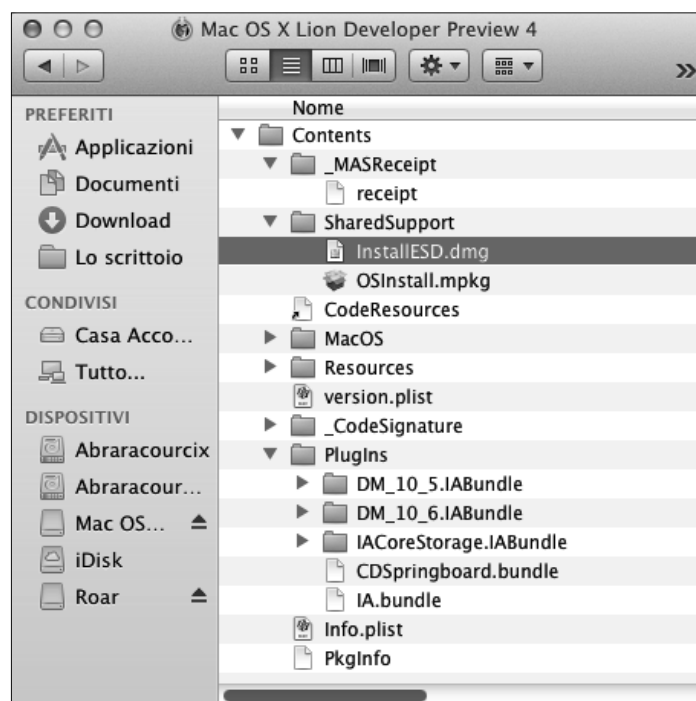 Mac OS X Lion Developer Preview 4
PREFERITI
Applicazioni
Documenti
Download
Lo scrittoio
CONDIVISI
Casa Acco...
Tutto...
DISPOSITIVI
Abraracourcix
Abraracour...
Mac OS...
iDisk
Roar
Nome
Contents
_MASReceipt
receipt
SharedSupport
InstallESD.dmg
OSInstall.mpkg
CodeResources
MacOS
Resources
version.plist
_CodeSignature
PlugIns
DM_10_5.IABundle
DM_10_6.IABundle
IACoreStorage.IABundle
CDSpringboard.bundle
IA.bundle
Info.plist
PkgInfo